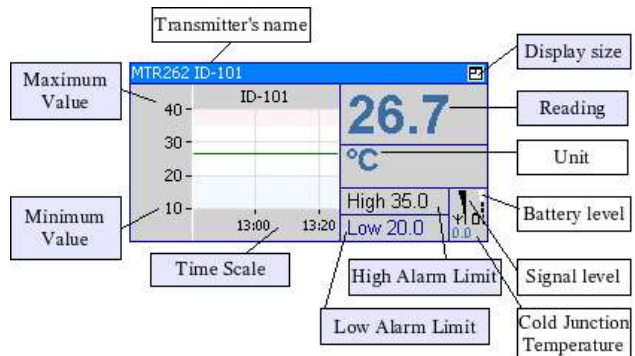 Transmitter's name
MTR262 ID-101
Display size
Maximum
Value
ID-101
40
30
20
10
13:00
13:20
26.7
°C
High 35.0
Low 20.0
0.0
Reading
Unit
Battery level
Minimum
Value
Time Scale
High Alarm Limit
Signal level
Low Alarm Limit
Cold Junction
Temperature